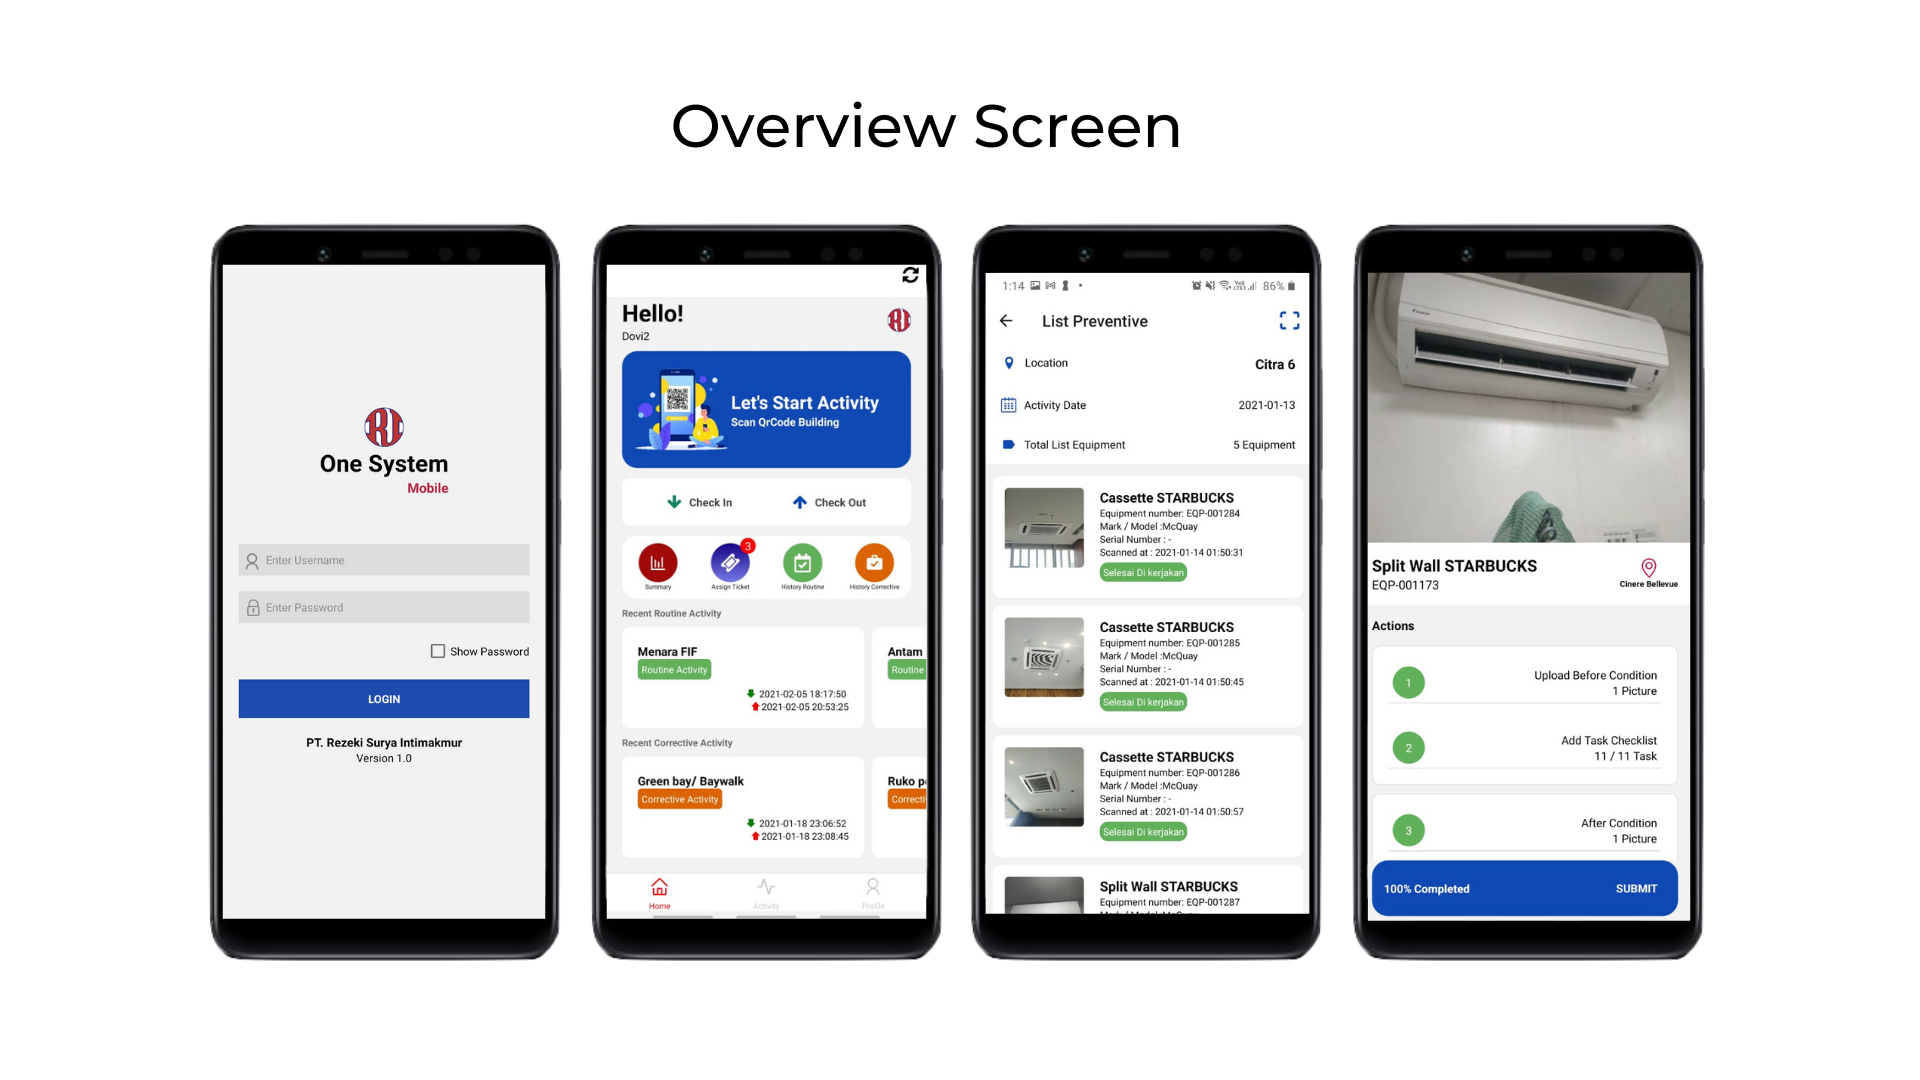 Overview Screen
One System
Mobile
Enter Username
Enter Password
Show Password
LOGIN
PT. Rezeki Surya Intimakmur
Version 1.0
Hello!
Dovi2
Let's Start Activity
Scan QrCode Building
Check In
Check Out
3
Summary
Assign Ticket
History Routine
History Corrective
Recent Routine Activity
Menara FIF
Routine Activity
2021-02-05 18:17:50
2021-02-05 20:53:25
Antam
Routine
Recent Corrective Activity
Green bay/ Baywalk
Corrective Activity
2021-01-18 23:06:52
2021-01-18 23:08:45
Ruko
Home
Activity
Profile
1:14
86%
List Preventive
Location
Citra 6
Activity Date
2021-01-13
Total List Equipment
5 Equipment
Cassette STARBUCKS
Equipment number: EQP-001284
Mark / Model :McQuay
Serial Number : -
Scanned at : 2021-01-14 01:50:31
Selesai Di kerjakan
Cassette STARBUCKS
Equipment number: EQP-001285
Mark / Model :McQuay
Serial Number : -
Scanned at : 2021-01-14 01:50:45
Selesai Di kerjakan
Cassette STARBUCKS
Equipment number: EQP-001286
Mark / Model :McQuay
Serial Number : -
Scanned at : 2021-01-14 01:50:57
Selesai Di kerjakan
Split Wall STARBUCKS
Equipment number: EQP-001287
Split Wall STARBUCKS
EQP-001173
Cinere Bellevue
Actions
1
Upload Before Condition
1 Picture
2
Add Task Checklist
11 / 11 Task
3
After Condition
1 Picture
100% Completed
SUBMIT